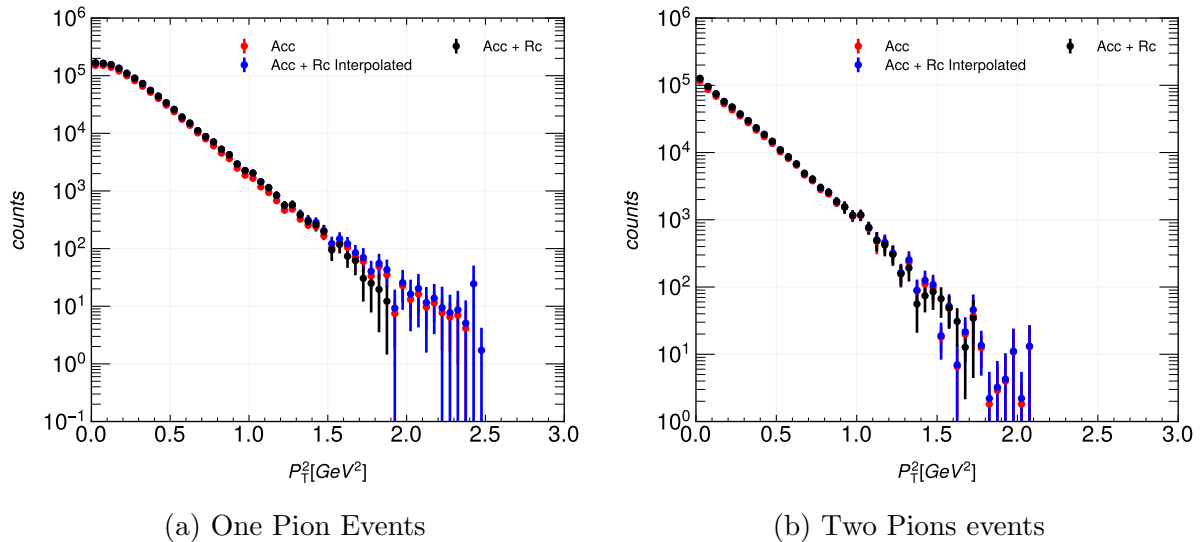 10^6
10^5
10^4
10^3
10^2
10^1
10^0
10^-1
counts
Acc
Acc + Rc Interpolated
Acc + Rc
0.0 0.5 1.0 1.5 2.0 2.5 3.0
P_T^2[GeV^2]
(a) One Pion Events
10^6
10^5
10^4
10^3
10^2
10^1
10^0
counts
Acc
Acc + Rc Interpolated
Acc + Rc
0.0 0.5 1.0 1.5 2.0 2.5 3.0
P_T^2[GeV^2]
(b) Two Pions events